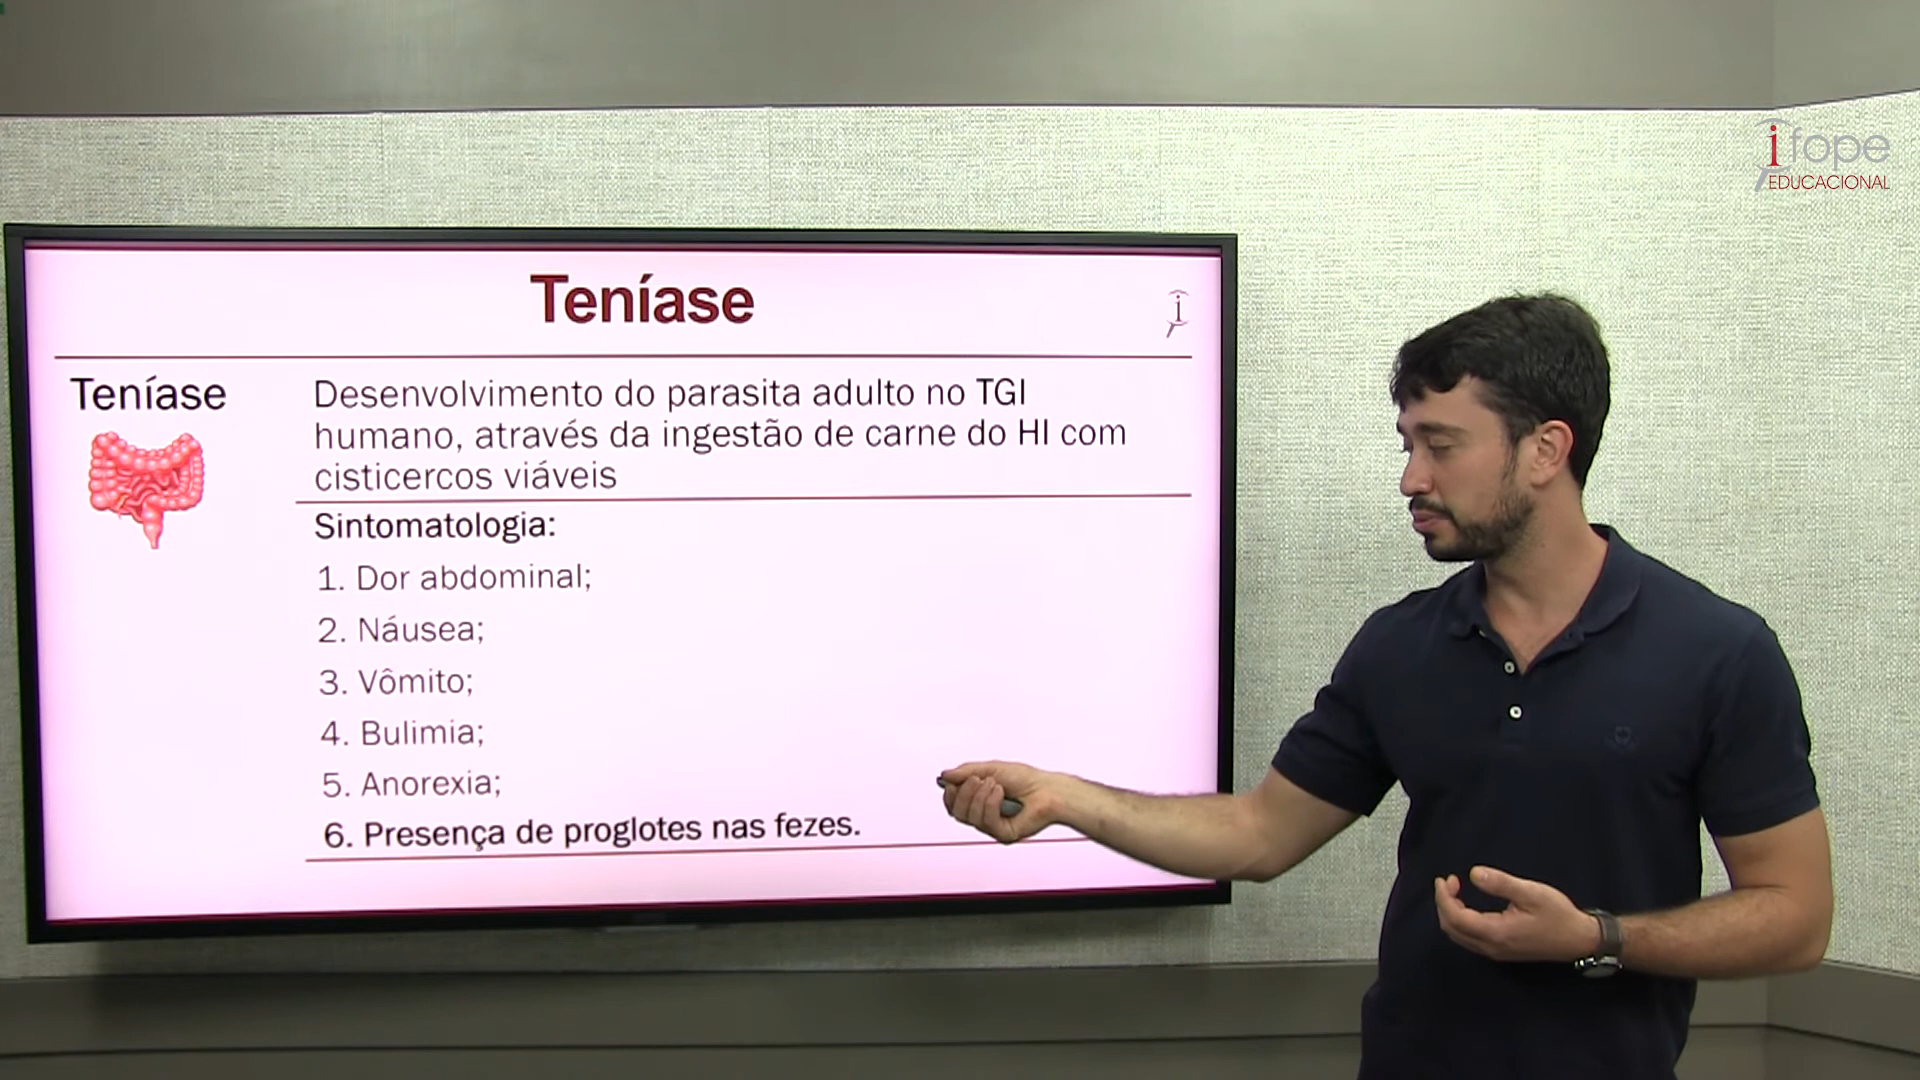 ifope
EDUCACIONAL
Teníase
i
Teníase
Desenvolvimento do parasita adulto no TGI
humano, através da ingestão de carne do HI com
cisticercos viáveis
Sintomatologia:
1. Dor abdominal;
2. Náusea;
3. Vômito;
4. Bulimia;
5. Anorexia;
6. Presença de proglotes nas fezes.